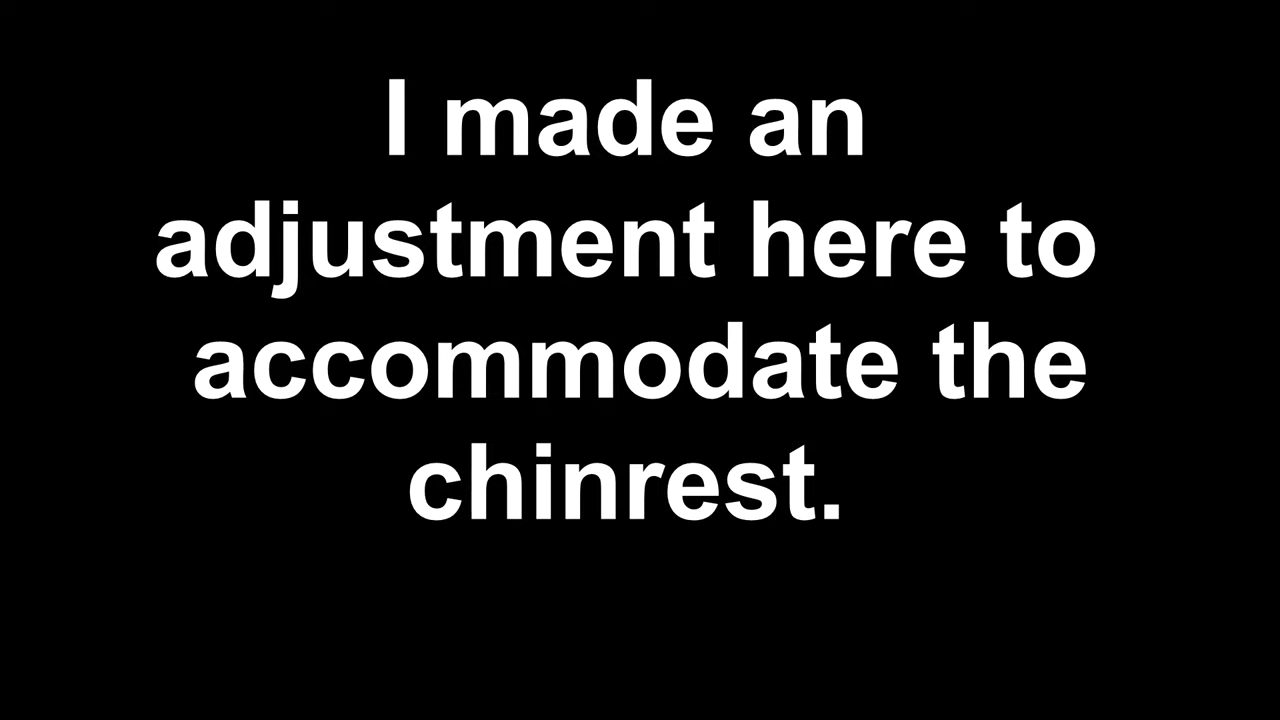 I made an
adjustment here to
accommodate the
chinrest.